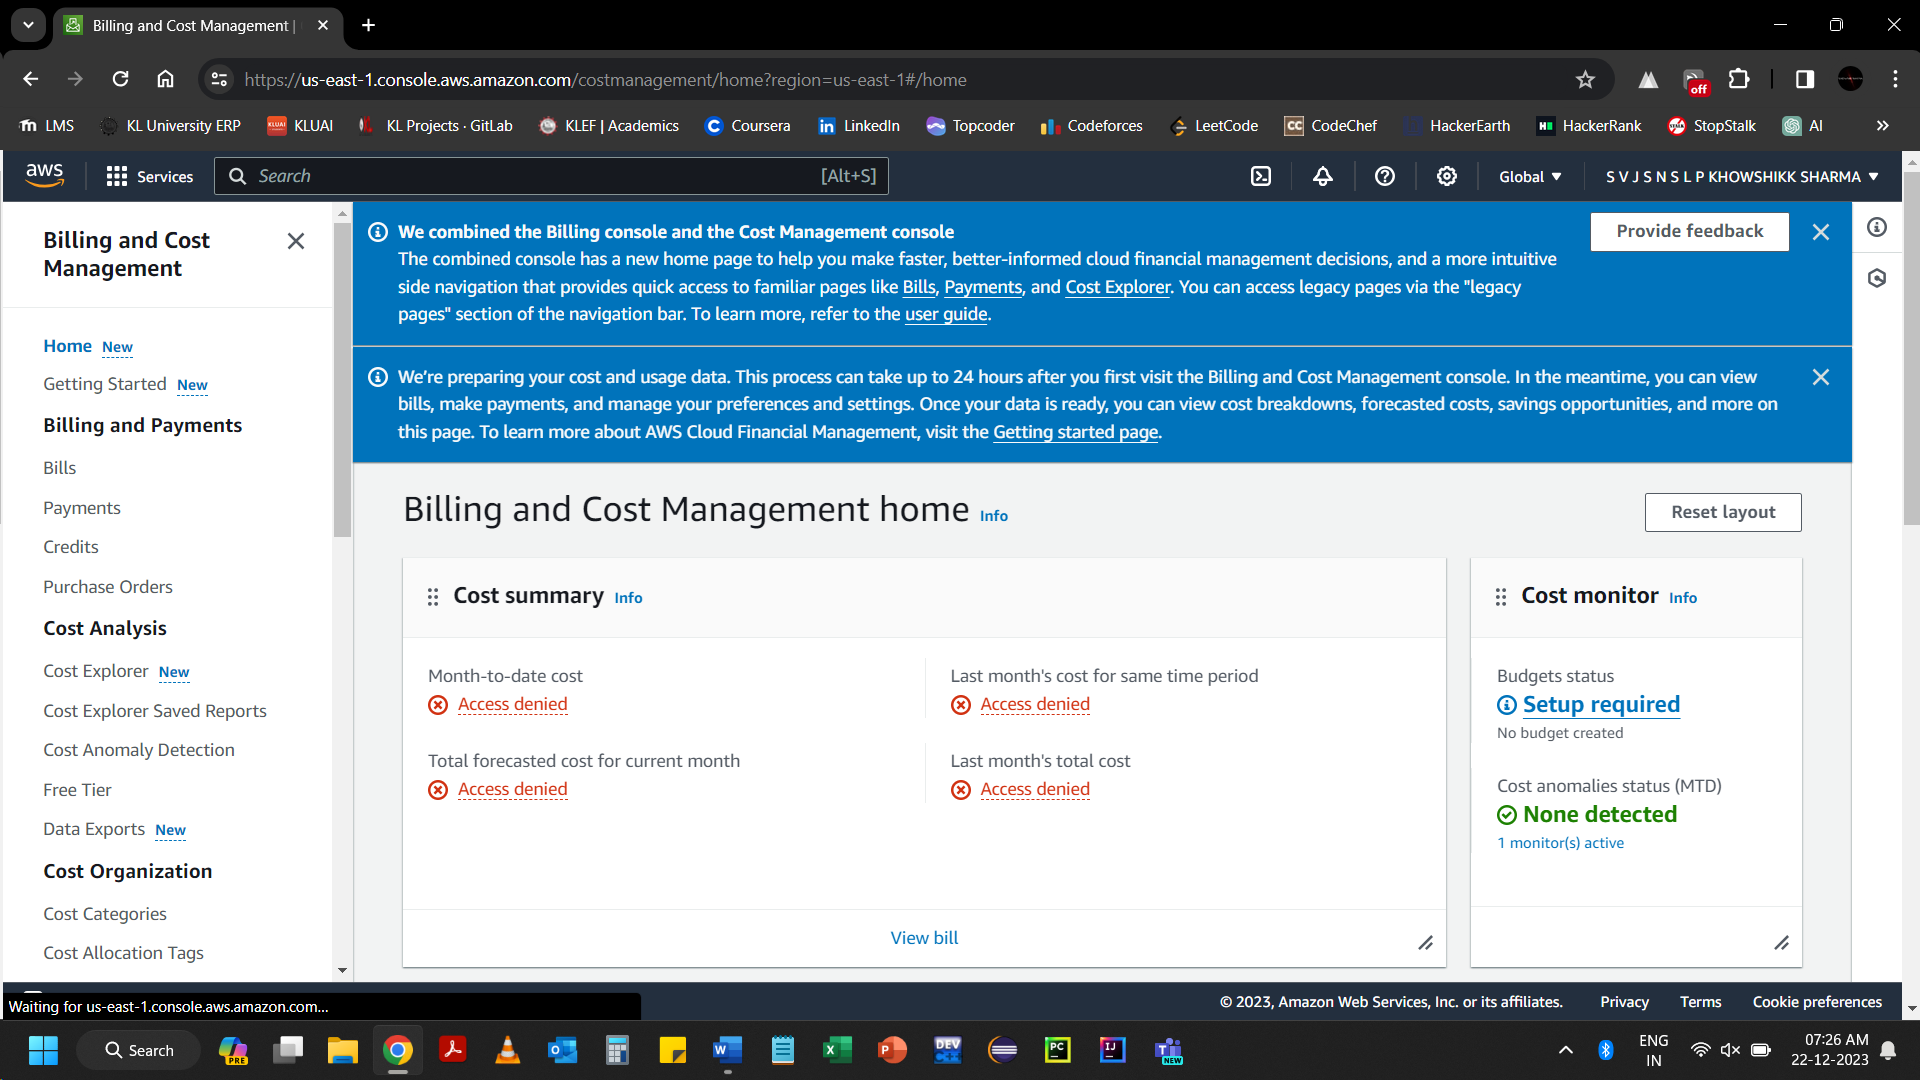 Billing and Cost Management |
https://us-east-1.console.aws.amazon.com/costmanagement/home?region=us-east-1#/home
off
LMS
KL University ERP
KLUAI
KL Projects · GitLab
KLEF | Academics
Coursera
LinkedIn
Topcoder
Codeforces
LeetCode
CodeChef
HackerEarth
HackerRank
StopStalk
AI
aws
Services
Search
[Alt+S]
Global
S V J S N S L P KHOWSHIKK SHARMA
Billing and Cost
Management
Home New
Getting Started New
Billing and Payments
Bills
Payments
Credits
Purchase Orders
Cost Analysis
Cost Explorer New
Cost Explorer Saved Reports
Cost Anomaly Detection
Free Tier
Data Exports New
Cost Organization
Cost Categories
Cost Allocation Tags
We combined the Billing console and the Cost Management console
The combined console has a new home page to help you make faster, better-informed cloud financial management decisions, and a more intuitive
side navigation that provides quick access to familiar pages like Bills, Payments, and Cost Explorer. You can access legacy pages via the "legacy
pages" section of the navigation bar. To learn more, refer to the user guide.
Provide feedback
We're preparing your cost and usage data. This process can take up to 24 hours after you first visit the Billing and Cost Management console. In the meantime, you can view
bills, make payments, and manage your preferences and settings. Once your data is ready, you can view cost breakdowns, forecasted costs, savings opportunities, and more on
this page. To learn more about AWS Cloud Financial Management, visit the Getting started page.
Billing and Cost Management home Info
Reset layout
Cost summary Info
Month-to-date cost
Access denied
Last month's cost for same time period
Access denied
Total forecasted cost for current month
Access denied
Last month's total cost
Access denied
View bill
Cost monitor Info
Budgets status
Setup required
No budget created
Cost anomalies status (MTD)
None detected
1 monitor(s) active
Waiting for us-east-1.console.aws.amazon.com...
© 2023, Amazon Web Services, Inc. or its affiliates.
Privacy
Terms
Cookie preferences
Search
PRE
DEV
C++
PC
IJ
NEW
ENG
IN
07:26 AM
22-12-2023